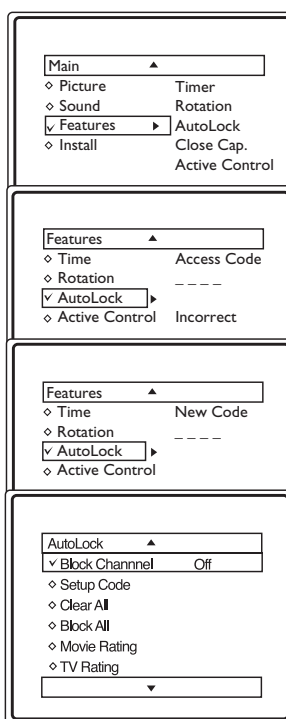 Main
Picture Timer
Sound Rotation
Features AutoLock
Install Close Cap.
Active Control
Features
Time Access Code
Rotation _ _ _ _
AutoLock
Active Control Incorrect
Features
Time New Code
Rotation _ _ _ _
AutoLock
Active Control
AutoLock
Block Channnel Off
Setup Code
Clear All
Block All
Movie Rating
TV Rating